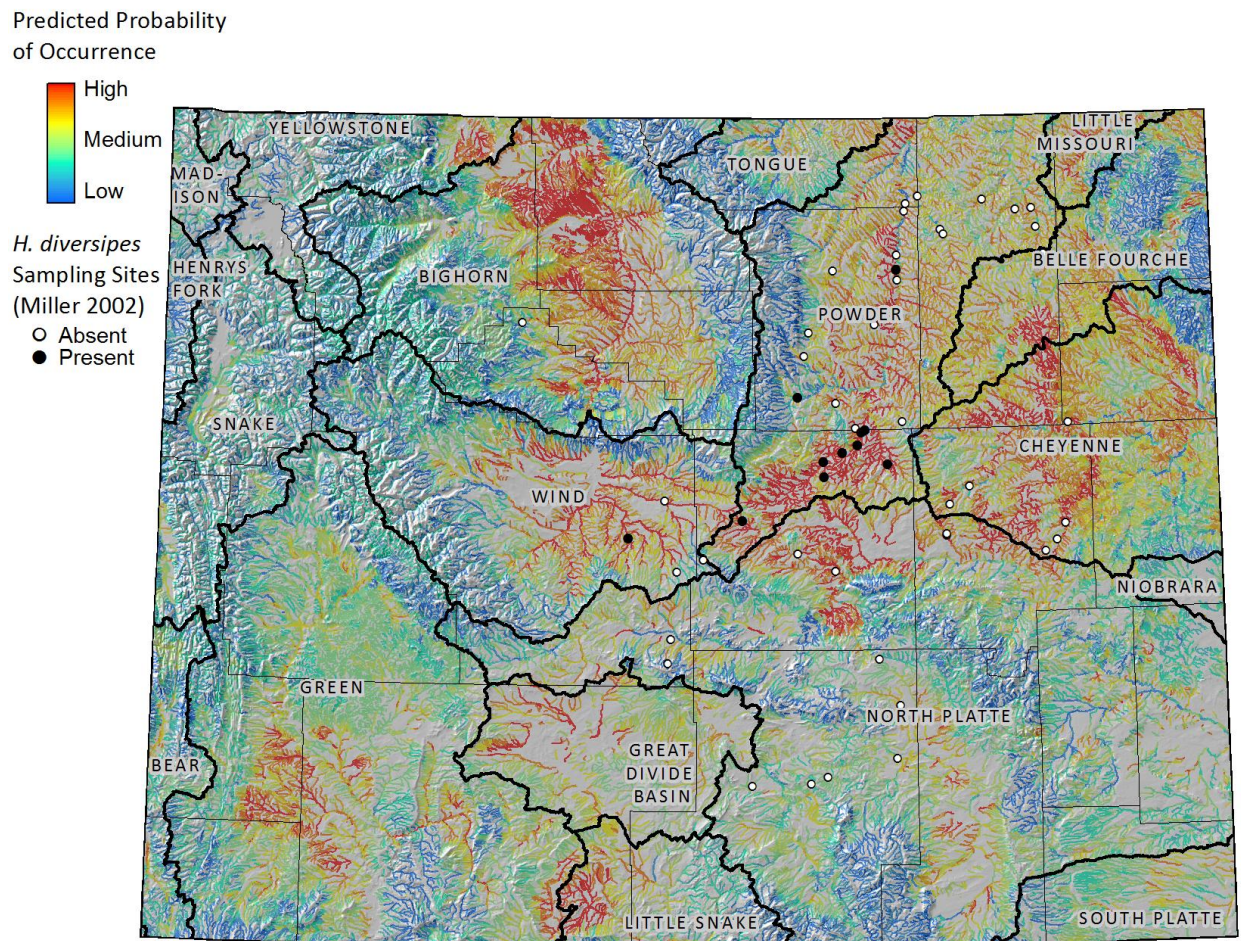 Predicted Probability
of Occurrence
High
Medium
Low
H. diversipes
Sampling Sites
(Miller 2002)
Absent
Present
YELLOWSTONE
LITTLE
MISSOURI
TONGUE
MAD-
ISON
HENRYS
FORK
BIGHORN
BELLE FOURCHE
POWDER
SNAKE
CHEYENNE
WIND
NIOBRARA
GREEN
NORTH PLATTE
GREAT
DIVIDE
BASIN
BEAR
LITTLE SNAKE
SOUTH PLATTE